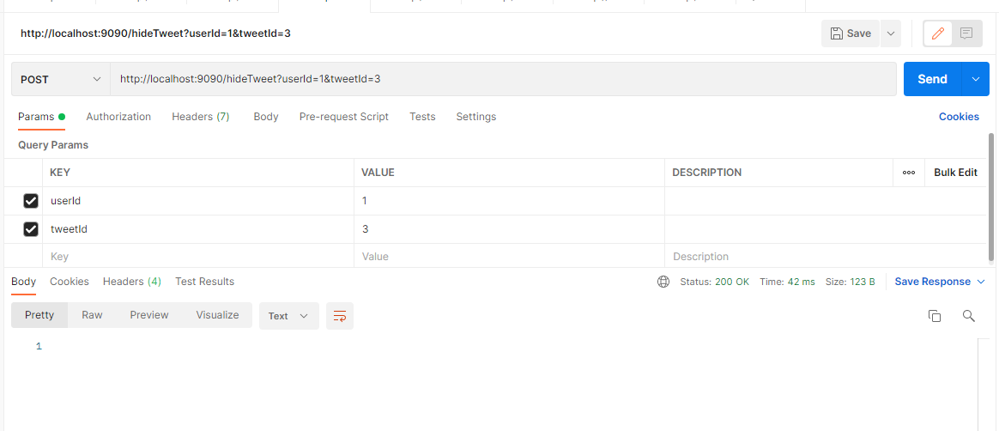 http://localhost:9090/hideTweet?userId=1&tweetId=3 Save
POST http://localhost:9090/hideTweet?userId=1&tweetId=3 Send
Params Authorization Headers (7) Body Pre-request Script Tests Settings Cookies
Query Params
KEY VALUE DESCRIPTION Bulk Edit
userId 1
tweetId 3
Key Value Description
Body Cookies Headers (4) Test Results Status: 200 OK Time: 42 ms Size: 123 B Save Response
Pretty Raw Preview Visualize Text
1